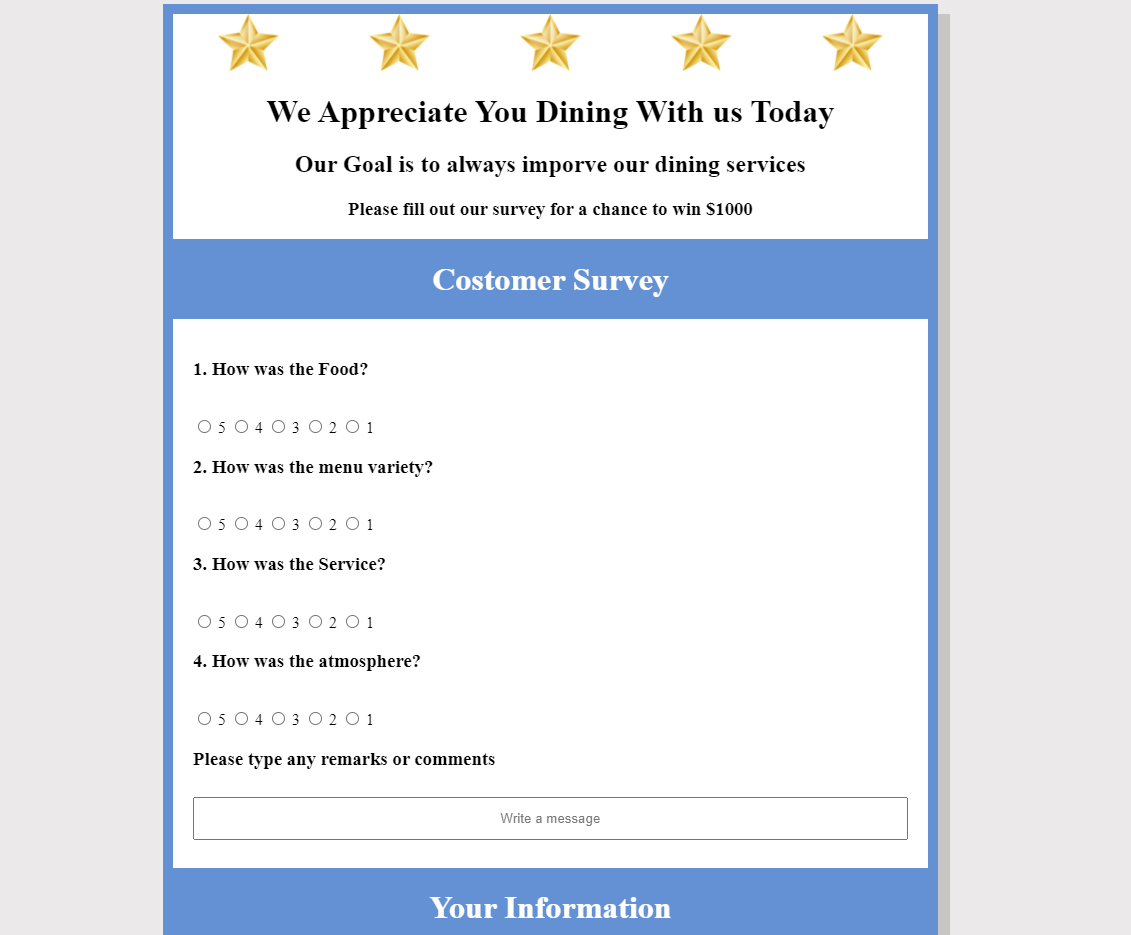 We Appreciate You Dining With us Today
Our Goal is to always imporve our dining services
Please fill out our survey for a chance to win $1000
Costomer Survey
1. How was the Food?
5 4 3 2 1
2. How was the menu variety?
5 4 3 2 1
3. How was the Service?
5 4 3 2 1
4. How was the atmosphere?
5 4 3 2 1
Please type any remarks or comments
Write a message
Your Information